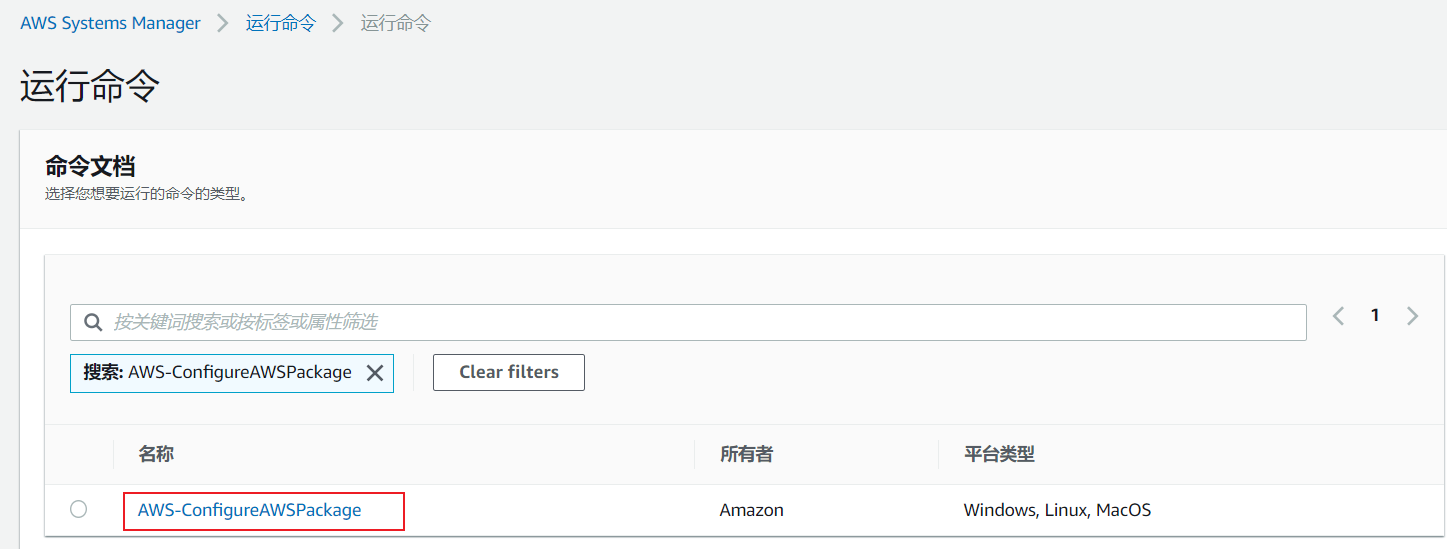 AWS Systems Manager > 运行命令 > 运行命令
运行命令
命令文档
选择您想要运行的命令的类型。
按关键词搜索或按标签或属性筛选
1
搜索: AWS-ConfigureAWSPackage
Clear filters
名称 所有者 平台类型
AWS-ConfigureAWSPackage Amazon Windows, Linux, MacOS